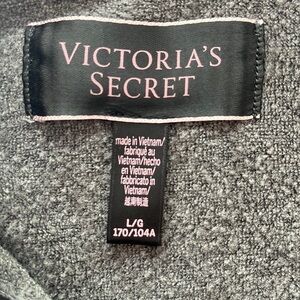 VICTORIA'S
SECRET
made in Vietnam/
fabriqué au
Vietnam/hecho
en Vietnam/
fabbricato in
Vietnam/
越南制造
L/G
170/104A